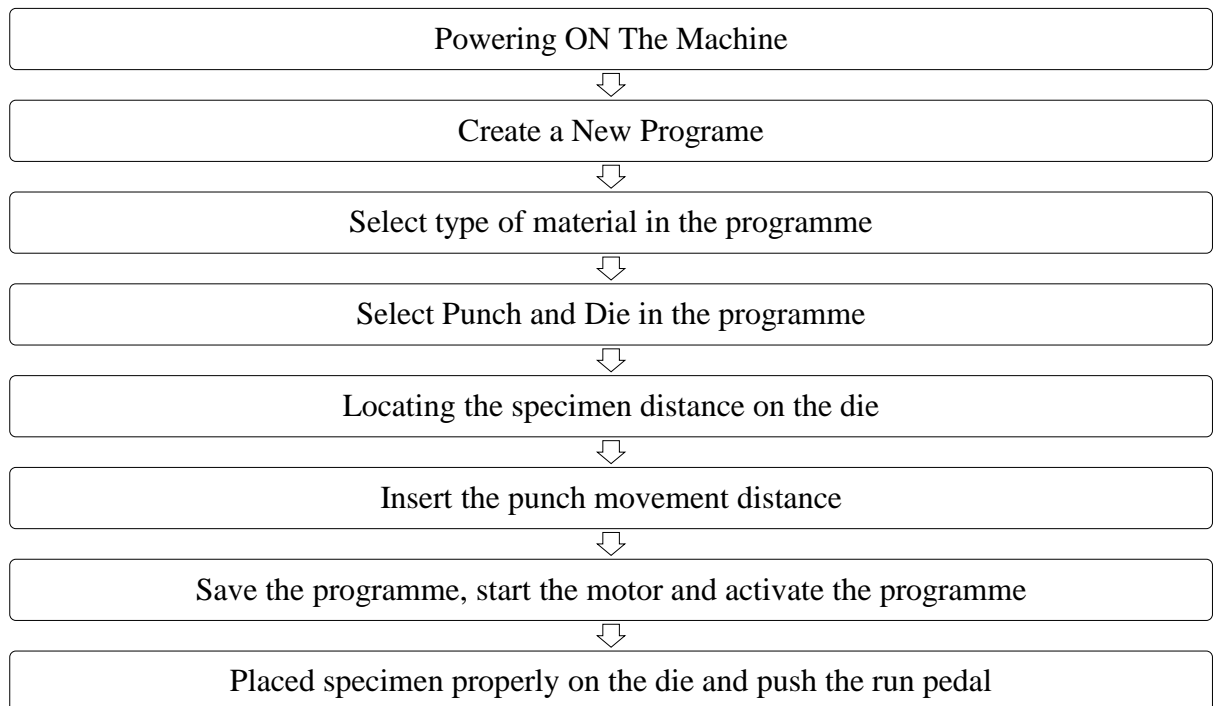 Powering ON The Machine
Create a New Programe
Select type of material in the programme
Select Punch and Die in the programme
Locating the specimen distance on the die
Insert the punch movement distance
Save the programme, start the motor and activate the programme
Placed specimen properly on the die and push the run pedal